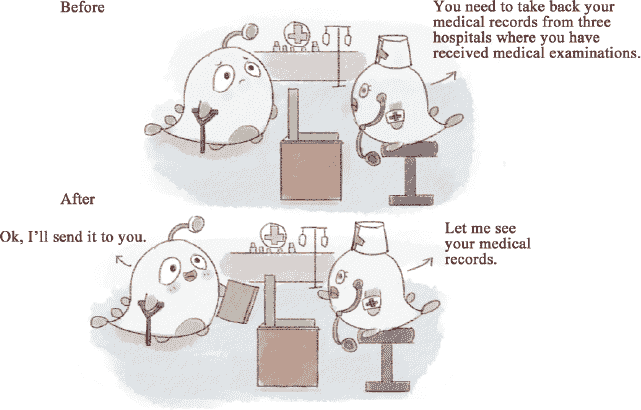 Before
You need to take back your
medical records from three
hospitals where you have
received medical examinations.
After
Ok, I'll send it to you.
Let me see
your medical
records.